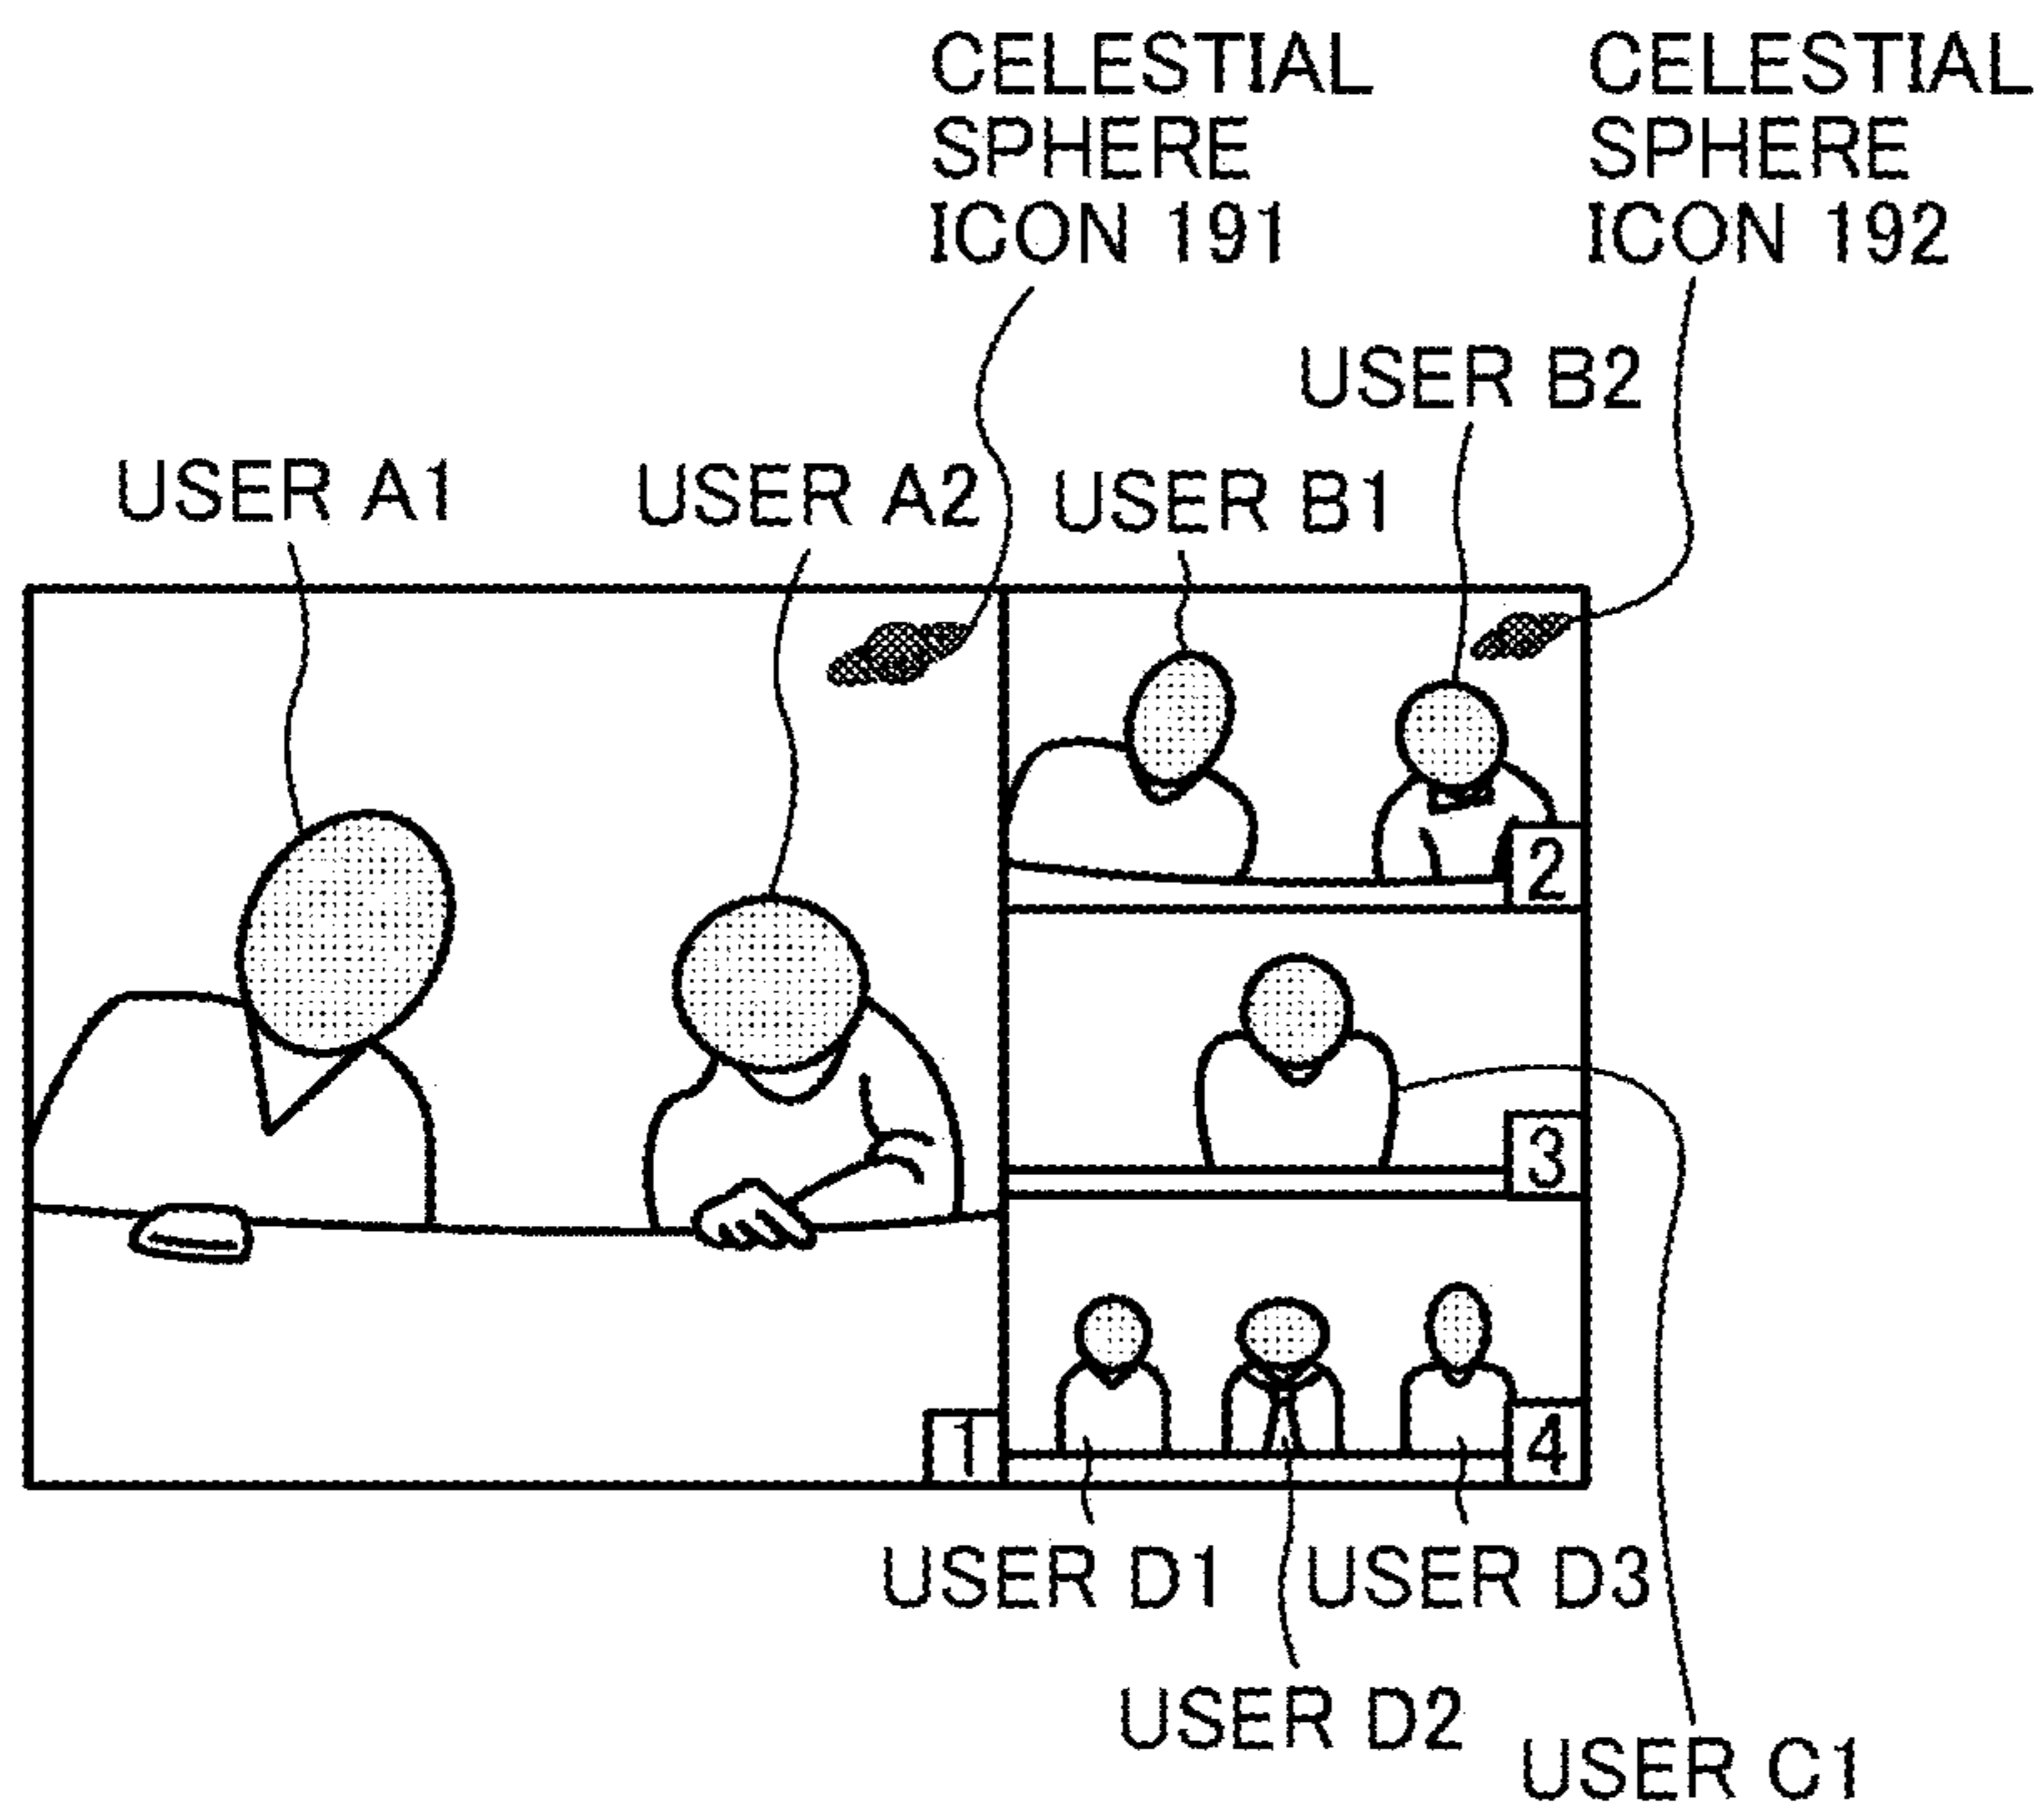 CELESTIAL
SPHERE
ICON 191
CELESTIAL
SPHERE
ICON 192
USER B2
USER A1
USER A2
USER B1
2
3
1
4
USER D1
USER D3
USER D2
USER C1